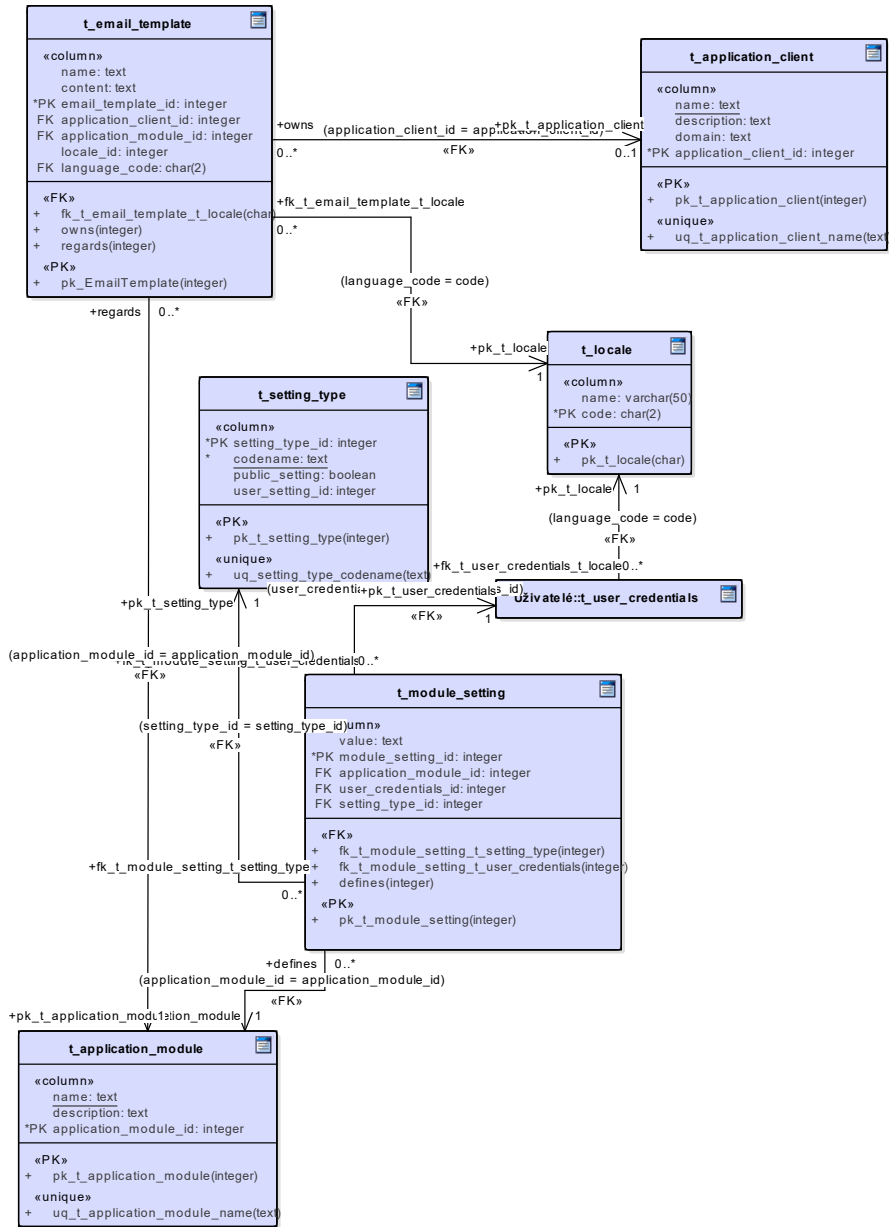 t_email_template
«column»
name: text
content: text
*PK email_template_id: integer
FK application_client_id: integer
FK application_module_id: integer
locale_id: integer
FK language_code: char(2)
«FK»
+ fk_t_email_template_t_locale(char)
+ owns(integer)
+ regards(integer)
«PK»
+ pk_EmailTemplate(integer)
t_application_client
«column»
name: text
description: text
domain: text
*PK application_client_id: integer
«PK»
+ pk_t_application_client(integer)
«unique»
+ uq_t_application_client_name(text
+owns
+pk_t_application_client
(application_client_id =
0..*
«FK»
0..1
+fk_t_email_template_t_locale
0..*
(language_code = code)
«FK»
+pk_t_locale
1
+regards 0..*
t_locale
«column»
name: varchar(50)
*PK code: char(2)
«PK»
+ pk_t_locale(char)
t_setting_type
«column»
*PK setting_type_id: integer
* codename: text
public_setting: boolean
user_setting_id: integer
«PK»
+ pk_t_setting_type(integer)
«unique»
+ uq_setting_type_codename(text)
+pk_t_locale 1
(language_code = code)
«FK»
+fk_t_user_credentials_t_locale 0..*
Uživatelé::t_user_credentials
+pk_t_user_credentials
«FK»
1
+pk_t_setting_type 1
(application_module_id = application_module_id)
+fk_t_module_setting_t_user_credentials 0..*
«FK»
(setting_type_id = setting_type_id)
«FK»
t_module_setting
umn»
value: text
*PK module_setting_id: integer
FK application_module_id: integer
FK user_credentials_id: integer
FK setting_type_id: integer
«FK»
+ fk_t_module_setting_t_setting_type(integer)
+ fk_t_module_setting_t_user_credentials(integer)
+ defines(integer)
«PK»
+ pk_t_module_setting(integer)
+fk_t_module_setting_t_setting_type
0..*
+defines 0..*
(application_module_id = application_module_id)
«FK»
+pk_t_application_module
1
1
t_application_module
«column»
name: text
description: text
*PK application_module_id: integer
«PK»
+ pk_t_application_module(integer)
«unique»
+ uq_t_application_module_name(text)